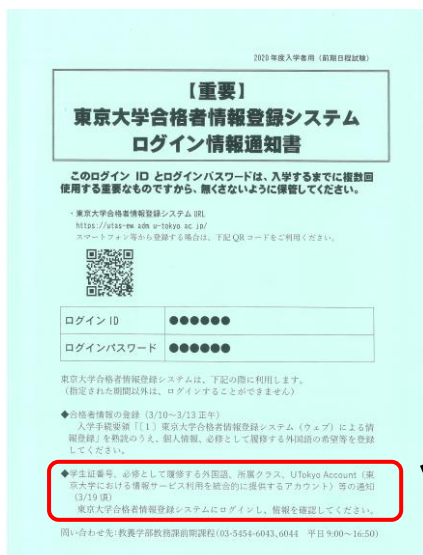 2020年度入学者用(前期日程試験)
【重要】
東京大学合格者情報登録システム
ログイン情報通知書
このログイン ID とログインパスワードは、入学するまでに複数回
使用する重要なものですから、無くさないように保管してください。
・東京大学合格者情報登録システム URL
https://utas-ew.adm.u-tokyo.ac.jp/
スマートフォン等から登録する場合は、下記QRコードをご利用ください。
ログイン ID ●●●●●●
ログインパスワード ●●●●●●
東京大学合格者情報登録システムは、下記の際に利用します。
(指定された期間以外は、ログインすることができません)
◆合格者情報の登録(3/10~3/13 正午)
入学手続要領「[1]東京大学合格者情報登録システム(ウェブ)による情
報登録」を熟読のうえ、個人情報、必修として履修する外国語の希望等を登録
してください。
◆学生証番号、必修として履修する外国語、所属クラス、UTokyo Account(東
京大学における情報サービス利用を統合的に提供するアカウント)等の通知
(3/19 頃)
東京大学合格者情報登録システムにログインし、情報を確認してください。
問い合わせ先:教養学部教務課前期課程(03-5454-6043,6044 平日 9:00~16:50)